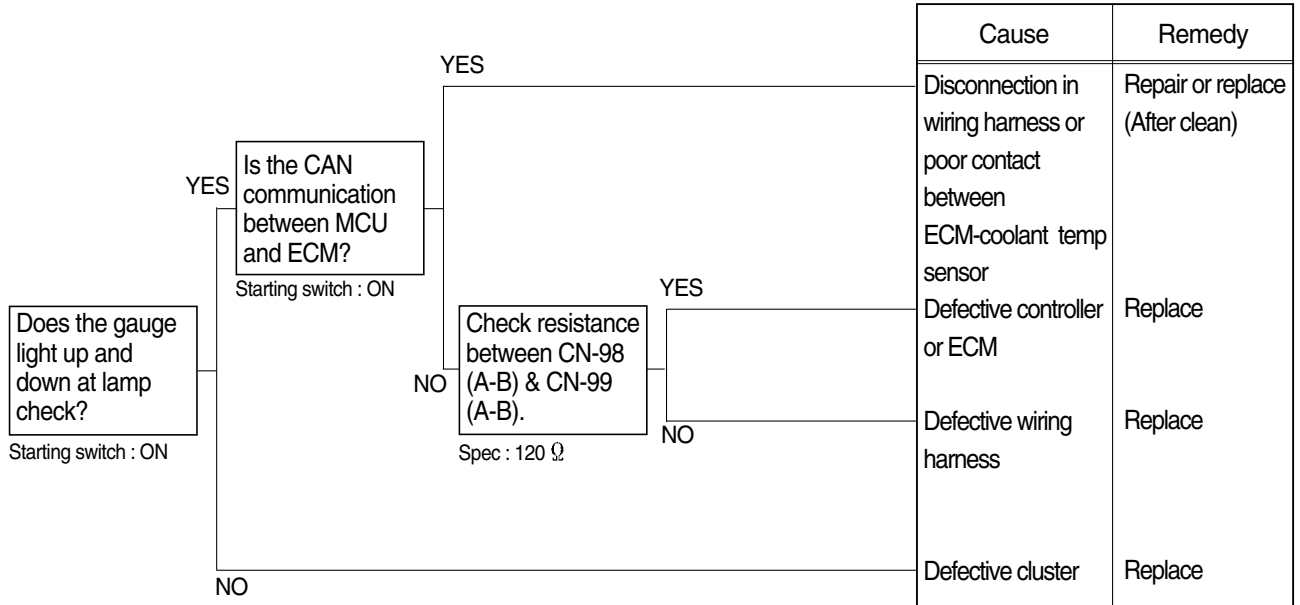 Cause
Remedy
YES
Disconnection in
wiring harness or
poor contact
between
ECM-coolant temp
sensor
Repair or replace
(After clean)
YES
Is the CAN
communication
between MCU
and ECM?
Starting switch : ON
YES
Does the gauge
light up and
down at lamp
check?
Starting switch : ON
NO
Check resistance
between CN-98
(A-B) & CN-99
(A-B).
Spec : 120 Ω
Defective controller
or ECM
Replace
NO
Defective wiring
harness
Replace
NO
Defective cluster
Replace